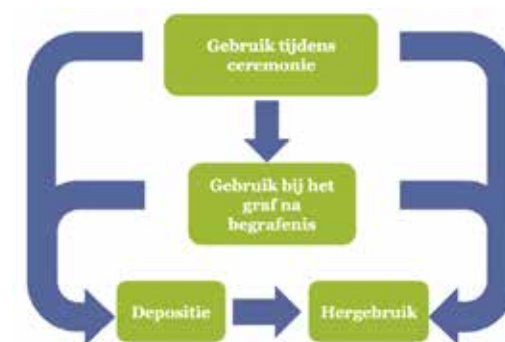 Gebruik tijdens
ceremonie
Gebruik bij het
graf na
begrafenis
Depositie
Hergebruik